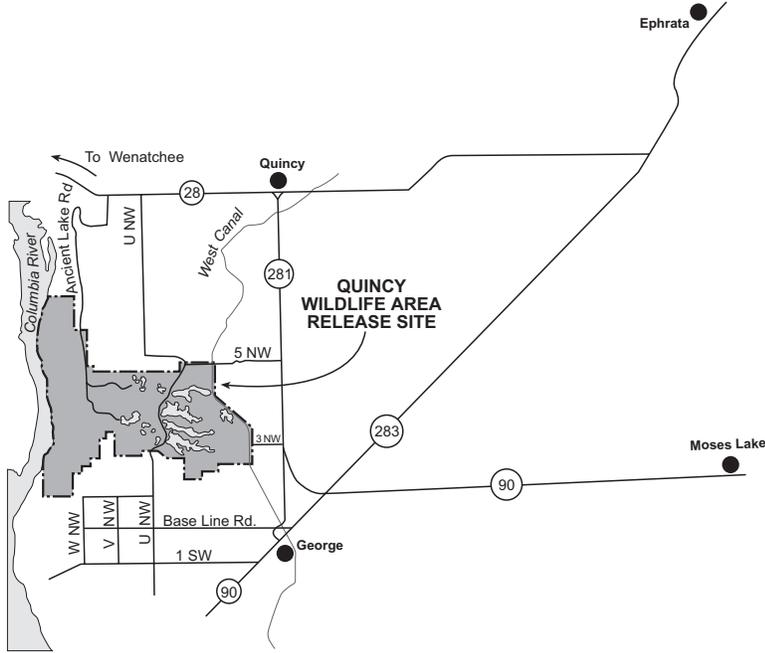 Ephrata
To Wenatchee
Quincy
28
Ancient Lake Rd
U NW
West Canal
Columbia River
281
QUINCY
WILDLIFE AREA
RELEASE SITE
5 NW
283
3 NW
Moses Lake
90
W NW
V NW
U NW
Base Line Rd.
George
1 SW
90